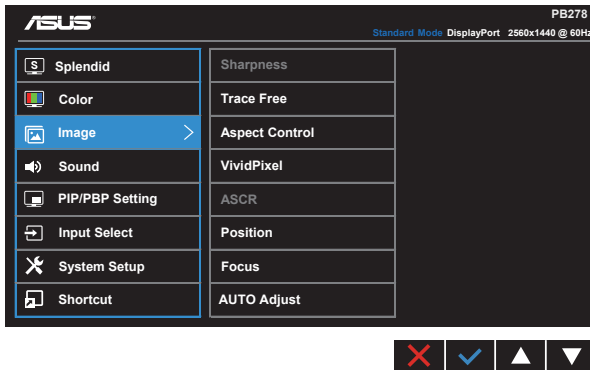 ASUS
PB278
Standard Mode DisplayPort 2560x1440 @ 60Hz
S Splendid
Color
Image
Sound
PIP/PBP Setting
Input Select
System Setup
Shortcut
Sharpness
Trace Free
Aspect Control
VividPixel
ASCR
Position
Focus
AUTO Adjust